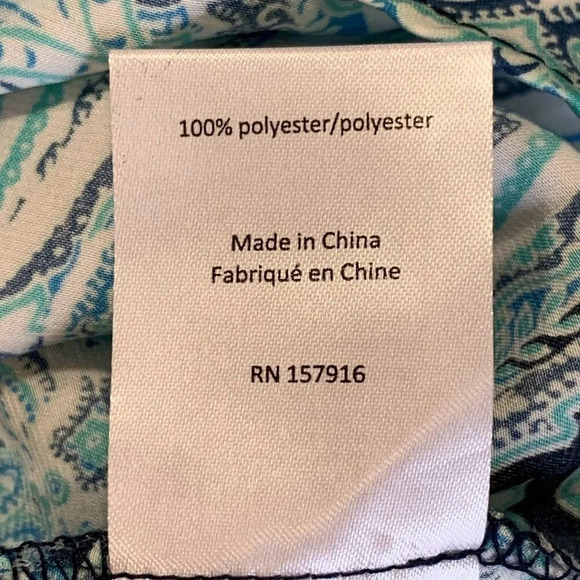 100% polyester/polyester
Made in China
Fabriqué en Chine
RN 157916